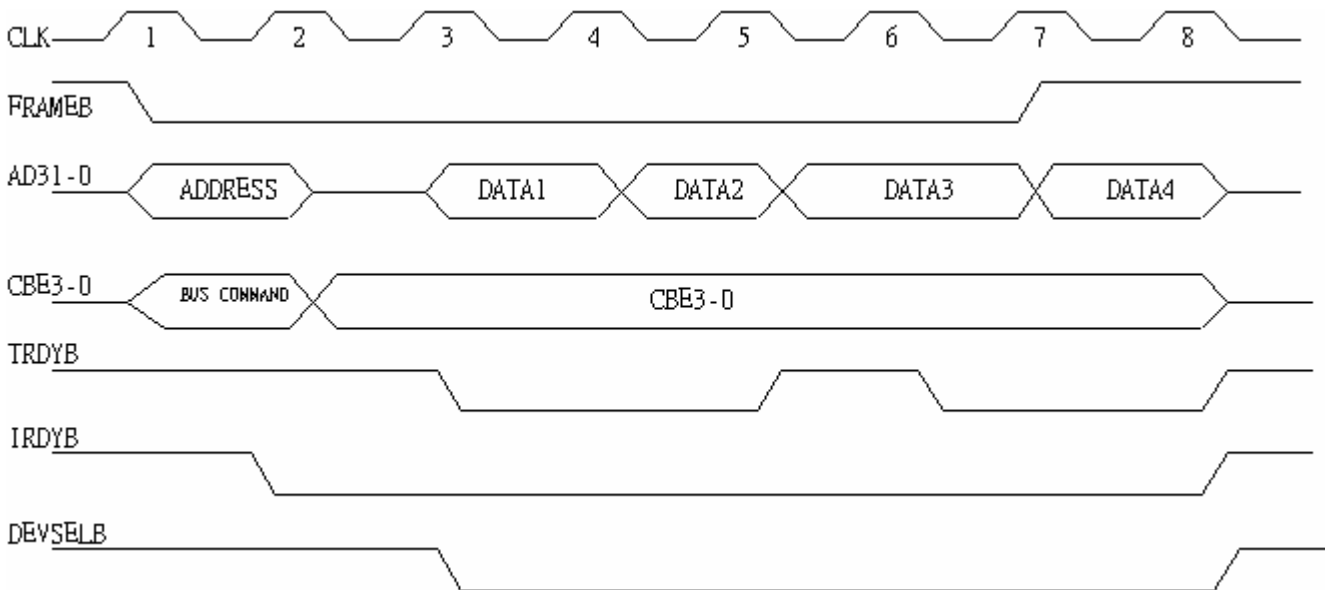 CLK 1 2 3 4 5 6 7 8
FRAMEB
AD31-0 ADDRESS DATA1 DATA2 DATA3 DATA4
CBE3-0 BUS COMMAND CBE3-0
TRDYB
IRDYB
DEVSELB